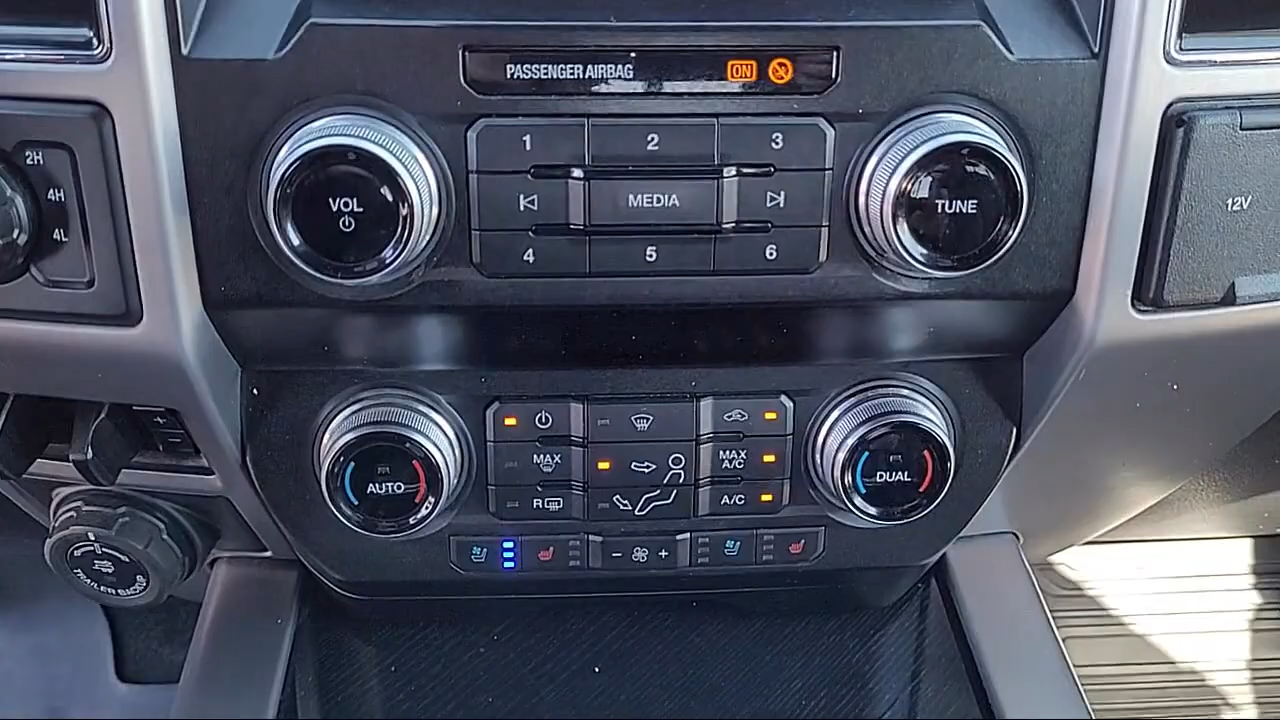 PASSENGER AIRBAG ON
2H
4H
4L
1 2 3
VOL
MEDIA
TUNE
4 5 6
12V
MAX
MAX
A/C
R
A/C
AUTO
DUAL
+
−
− +
TRAILER BACKUP